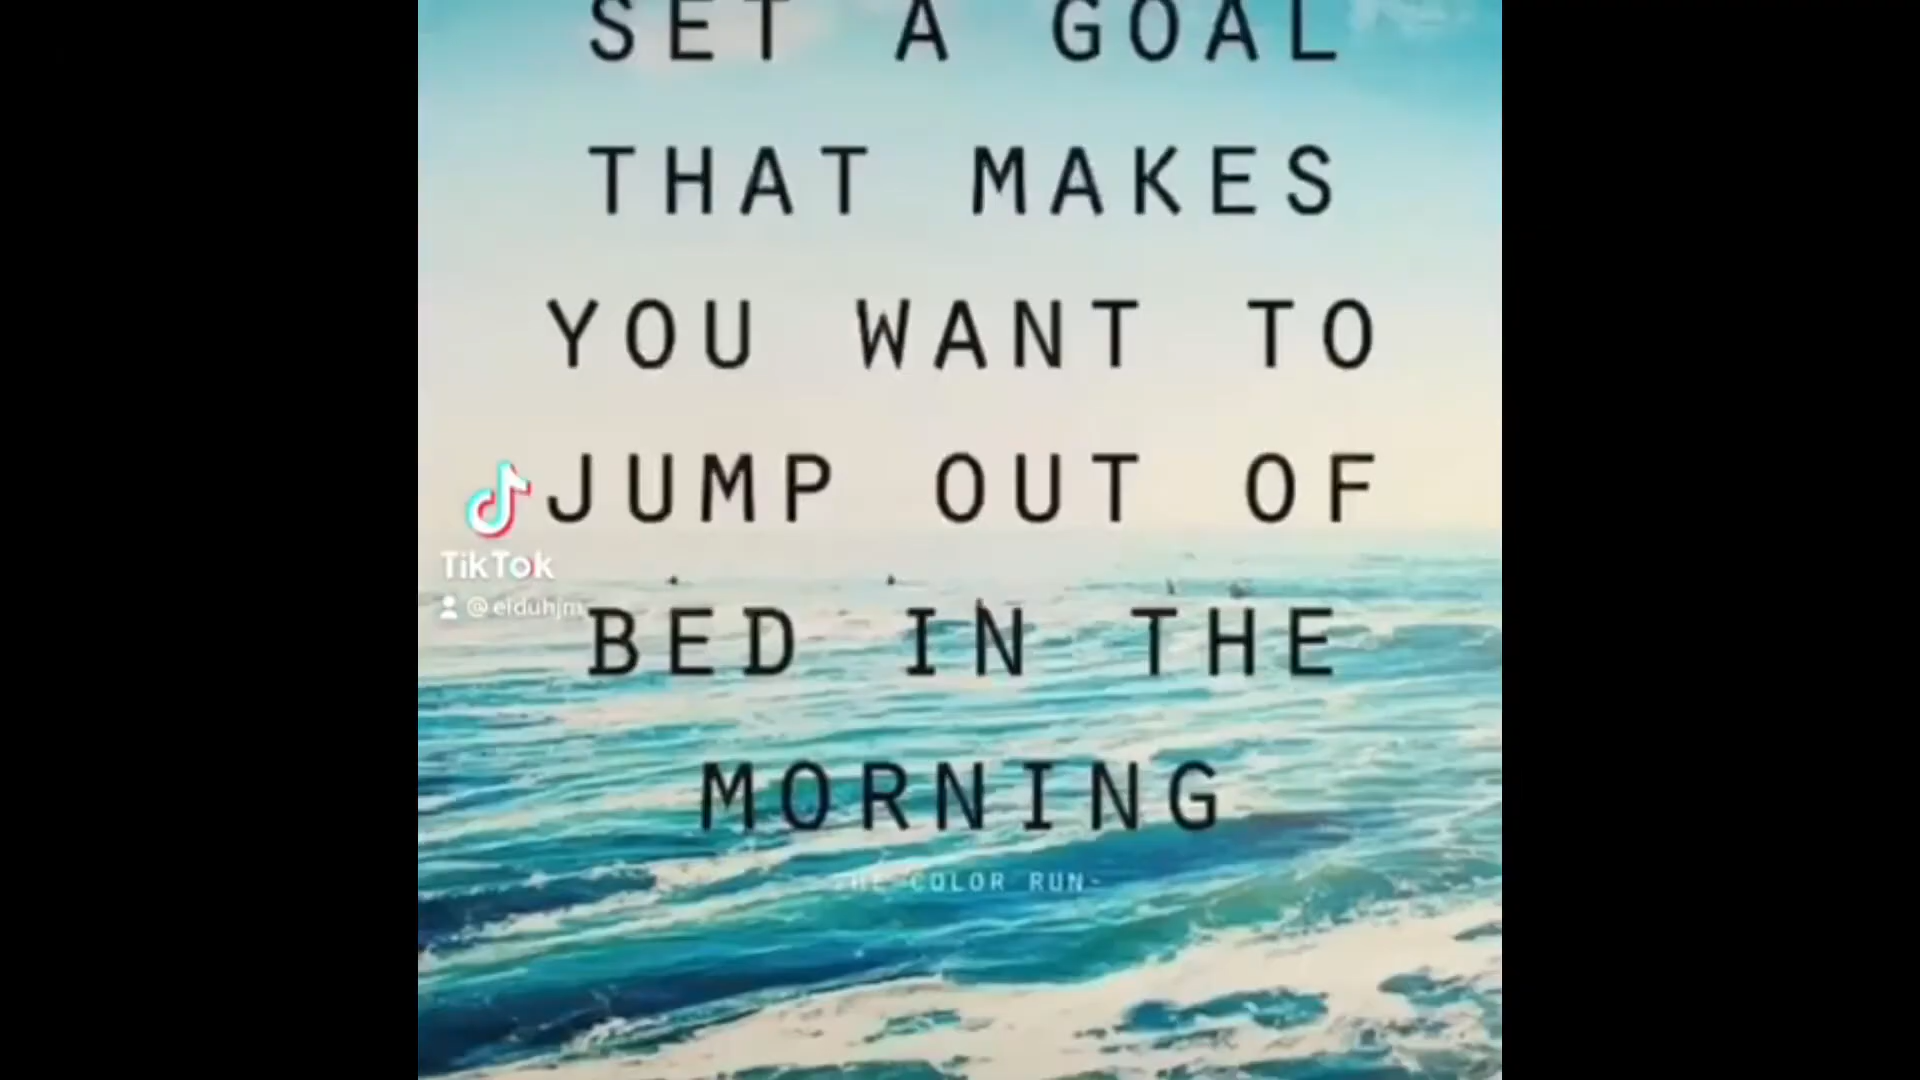 SET A GOAL
THAT MAKES
YOU WANT TO
JUMP OUT OF
BED IN THE
MORNING
COLOR RUN-
TikTok